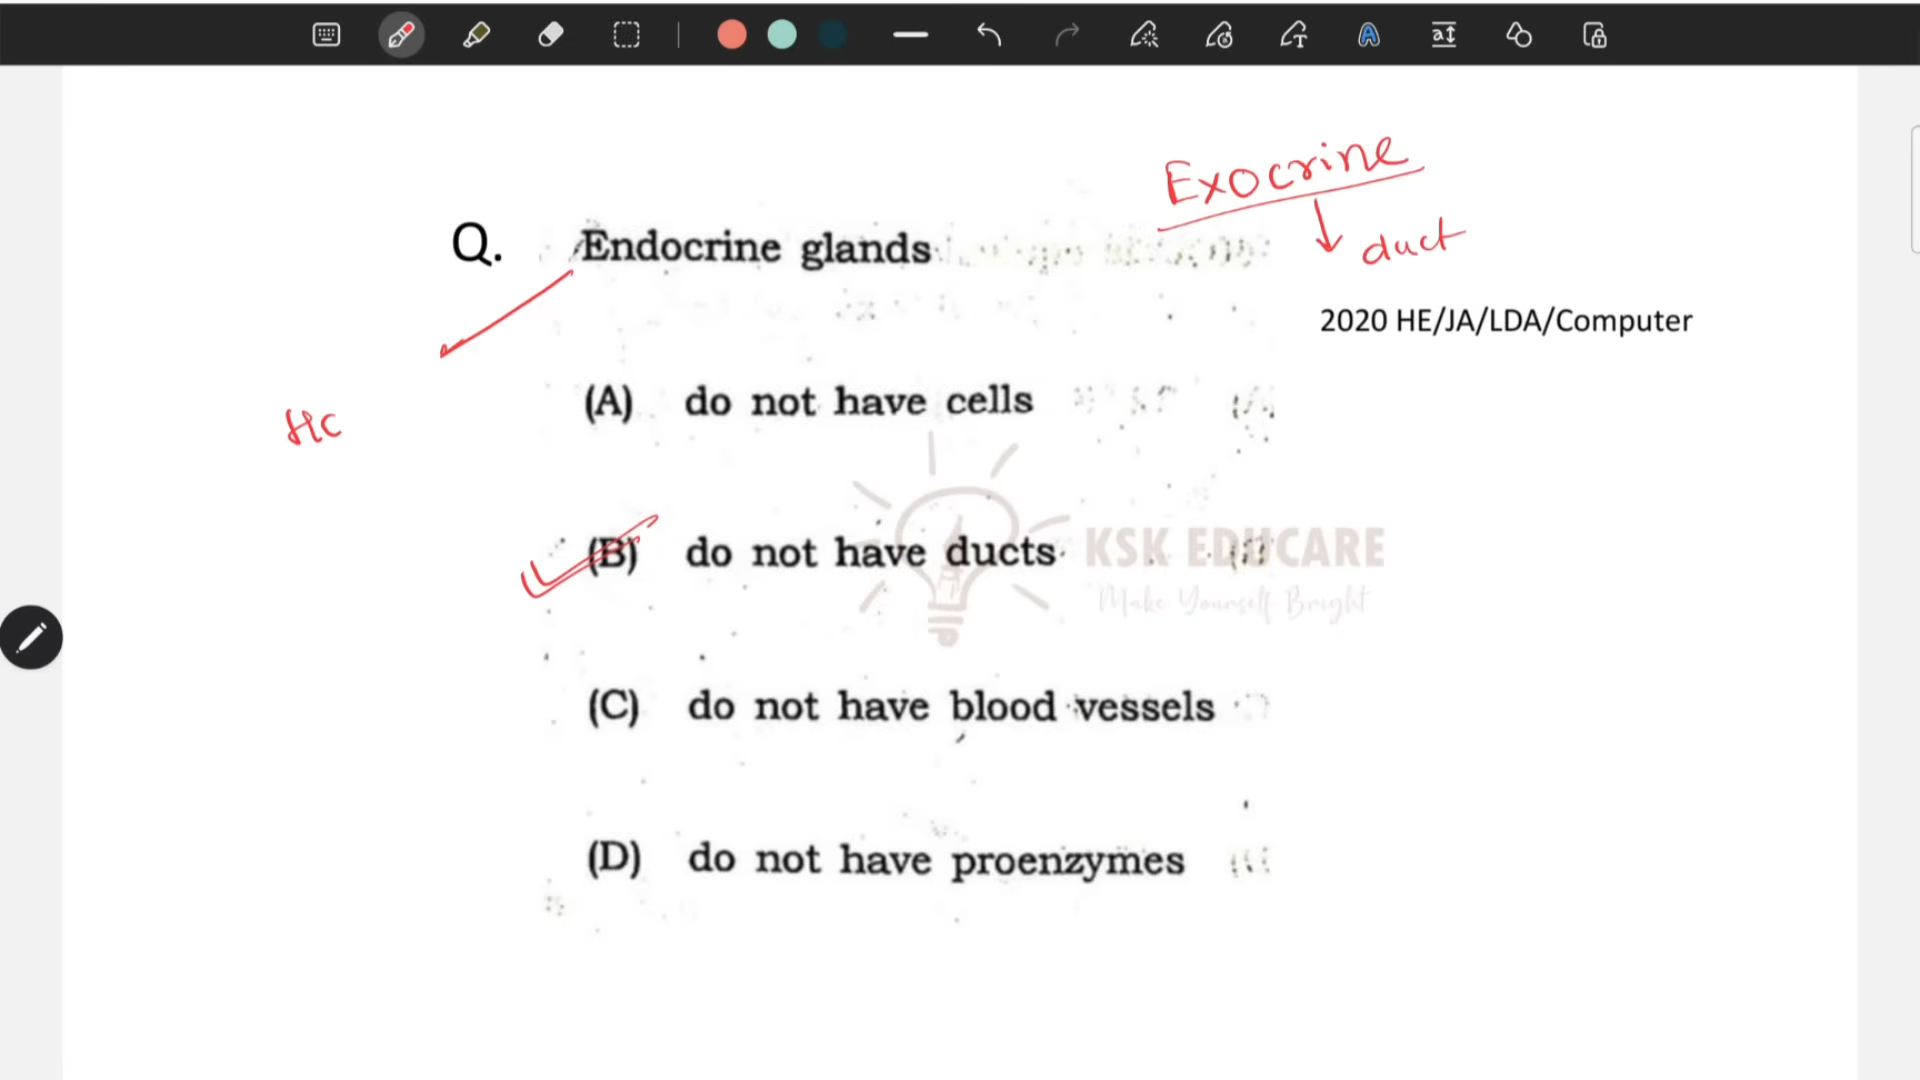 Exocrine
Q. Endocrine glands
duct
2020 HE/JA/LDA/Computer
(A) do not have cells
HC
(B) do not have ducts
KSK EDUCARE
Make Yourself Bright
(C) do not have blood vessels
(D) do not have proenzymes